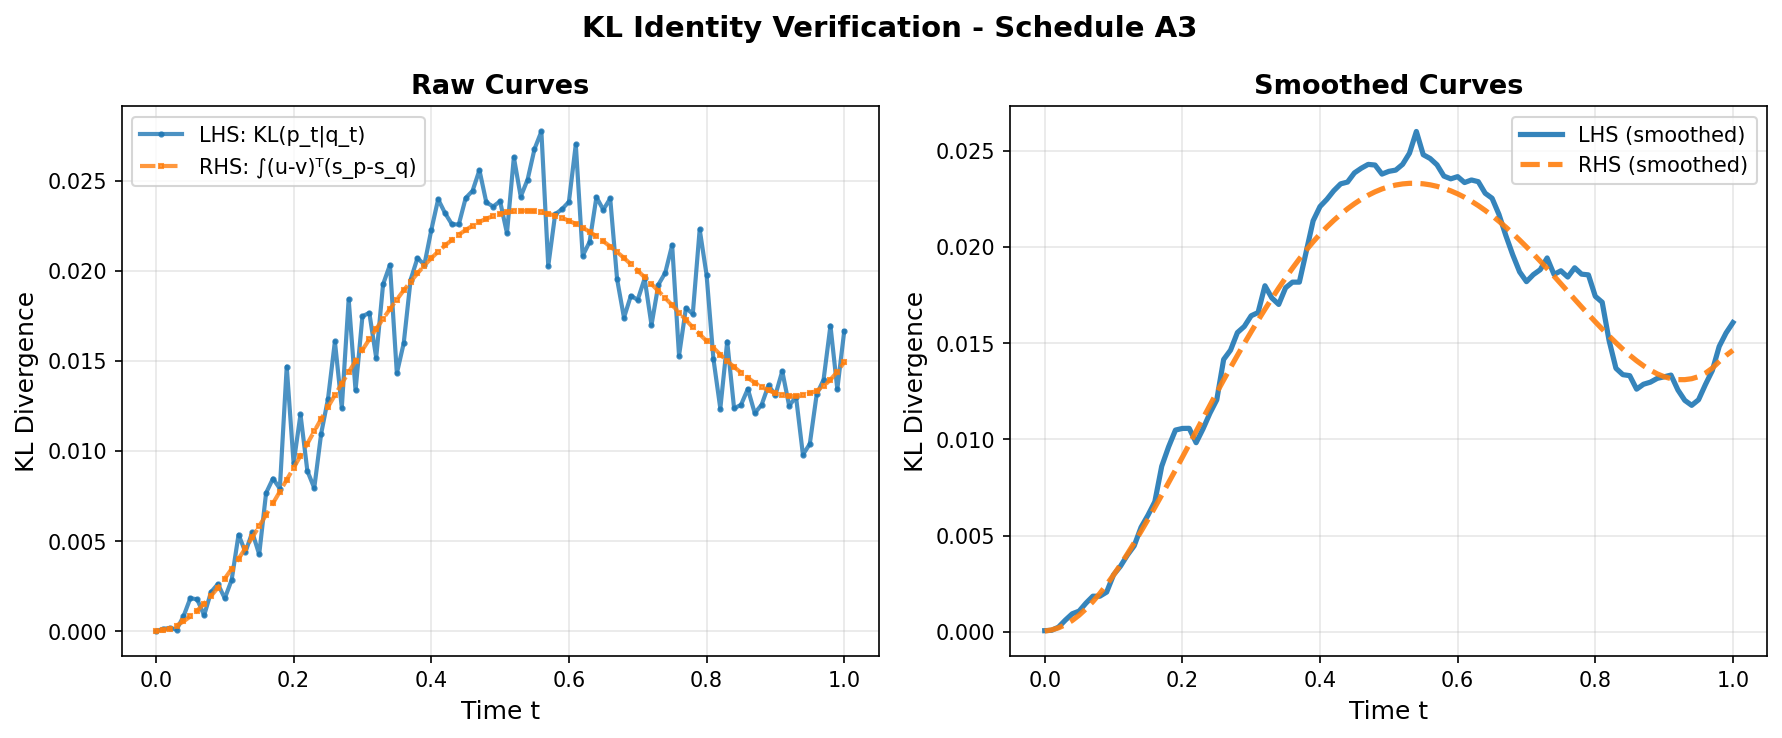 KL Identity Verification - Schedule A3
Raw Curves
LHS: KL(p_t|q_t)
RHS: ∫(u-v)ᵀ(s_p-s_q)
KL Divergence
0.025
0.020
0.015
0.010
0.005
0.000
0.0 0.2 0.4 0.6 0.8 1.0
Time t
Smoothed Curves
LHS (smoothed)
RHS (smoothed)
KL Divergence
0.025
0.020
0.015
0.010
0.005
0.000
0.0 0.2 0.4 0.6 0.8 1.0
Time t